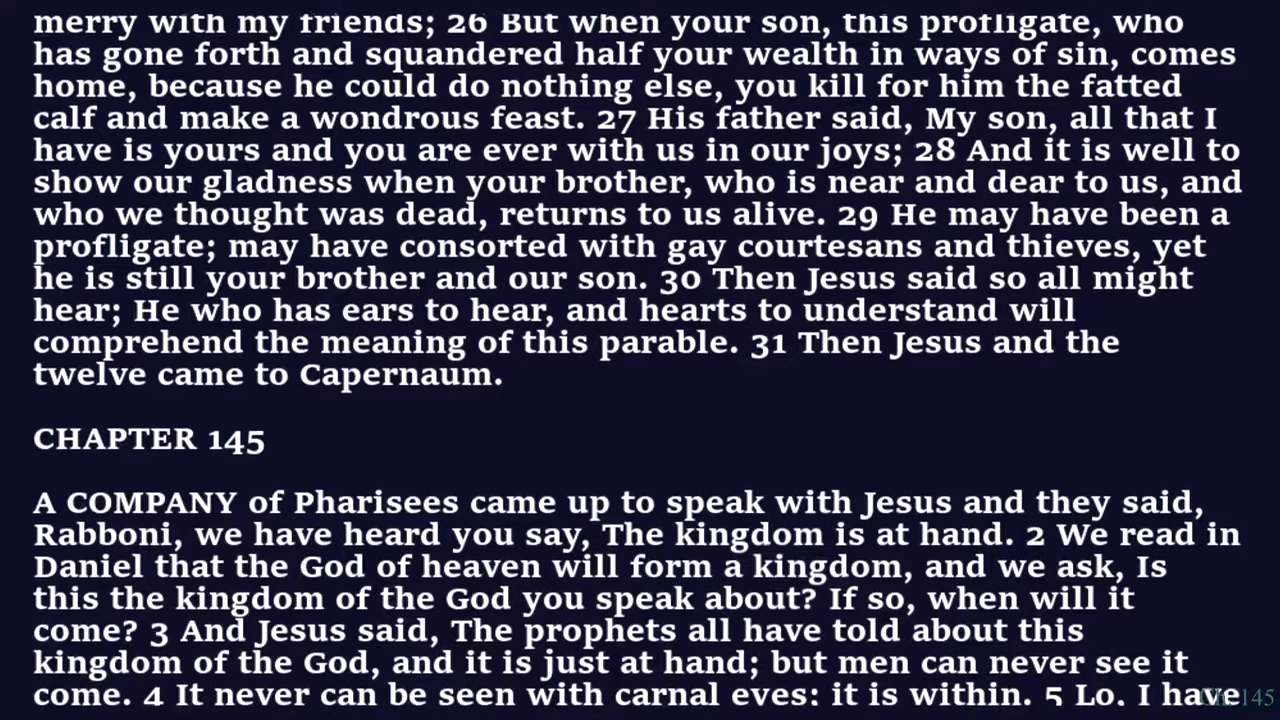 merry with my friends; 26 But when your son, this profligate, who
has gone forth and squandered half your wealth in ways of sin, comes
home, because he could do nothing else, you kill for him the fatted
calf and make a wondrous feast. 27 His father said, My son, all that I
have is yours and you are ever with us in our joys; 28 And it is well to
show our gladness when your brother, who is near and dear to us, and
who we thought was dead, returns to us alive. 29 He may have been a
profligate; may have consorted with gay courtesans and thieves, yet
he is still your brother and our son. 30 Then Jesus said so all might
hear; He who has ears to hear, and hearts to understand will
comprehend the meaning of this parable. 31 Then Jesus and the
twelve came to Capernaum.
CHAPTER 145
A COMPANY of Pharisees came up to speak with Jesus and they said,
Rabboni, we have heard you say, The kingdom is at hand. 2 We read in
Daniel that the God of heaven will form a kingdom, and we ask, Is
this the kingdom of the God you speak about? If so, when will it
come? 3 And Jesus said, The prophets all have told about this
kingdom of the God, and it is just at hand; but men can never see it
come. 4 It never can be seen with carnal eyes; it is within. 5 Lo, I have
Ch. 145